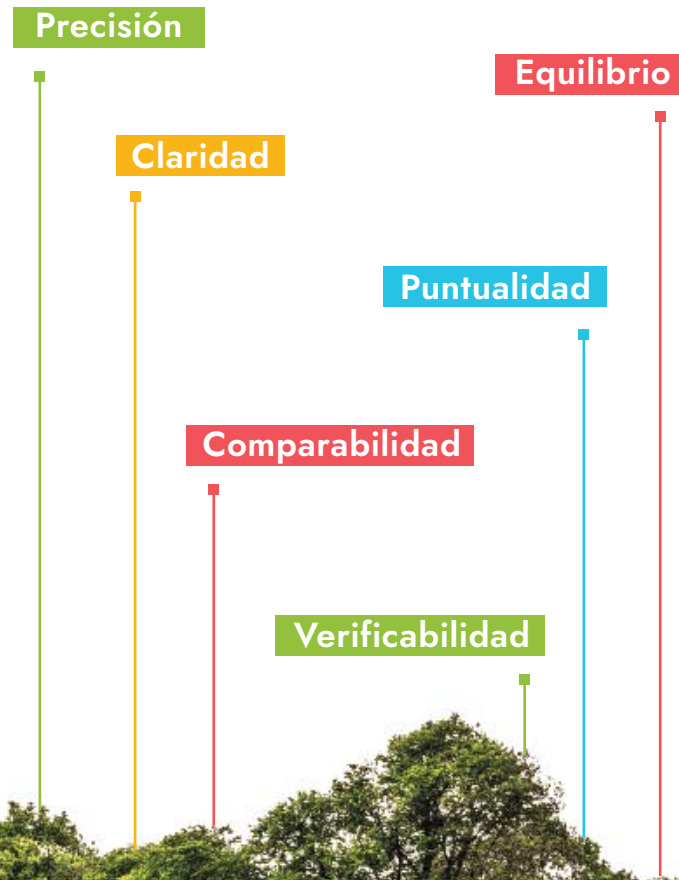 Precisión
Equilibrio
Claridad
Puntualidad
Comparabilidad
Verificabilidad